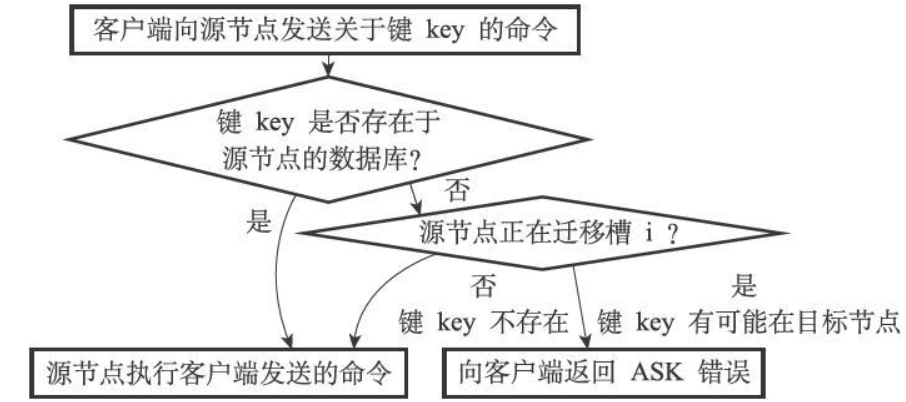 客户端向源节点发送关于键 key 的命令
键 key 是否存在于
源节点的数据库？
否
是
源节点正在迁移槽 i ？
否
是
键 key 不存在
键 key 有可能在目标节点
源节点执行客户端发送的命令
向客户端返回 ASK 错误